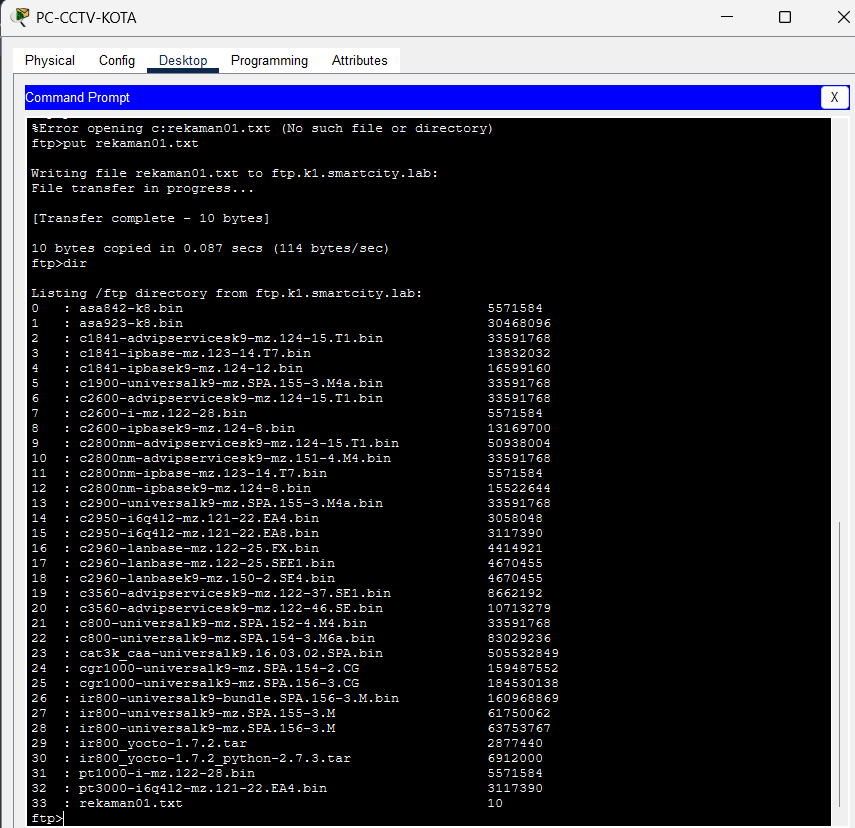 PC-CCTV-KOTA
Physical Config Desktop Programming Attributes
Command Prompt X
%Error opening c:rekaman01.txt (No such file or directory)
ftp>put rekaman01.txt
Writing file rekaman01.txt to ftp.k1.smartcity.lab:
File transfer in progress...
[Transfer complete - 10 bytes]
10 bytes copied in 0.087 secs (114 bytes/sec)
ftp>dir
Listing /ftp directory from ftp.k1.smartcity.lab:
0 : asa842-k8.bin 5571584
1 : asa923-k8.bin 30468096
2 : c1841-advipservicesk9-mz.124-15.T1.bin 33591768
3 : c1841-ipbase-mz.123-14.T7.bin 13832032
4 : c1841-ipbasek9-mz.124-12.bin 16599160
5 : c1900-universalk9-mz.SPA.155-3.M4a.bin 33591768
6 : c2600-advipservicesk9-mz.124-15.T1.bin 33591768
7 : c2600-i-mz.122-28.bin 5571584
8 : c2600-ipbasek9-mz.124-8.bin 13169700
9 : c2800nm-advipservicesk9-mz.124-15.T1.bin 50938004
10 : c2800nm-advipservicesk9-mz.151-4.M4.bin 33591768
11 : c2800nm-ipbase-mz.123-14.T7.bin 5571584
12 : c2800nm-ipbasek9-mz.124-8.bin 15522644
13 : c2900-universalk9-mz.SPA.155-3.M4a.bin 33591768
14 : c2950-i6q4l2-mz.121-22.EA4.bin 3058048
15 : c2950-i6q4l2-mz.121-22.EA8.bin 3117390
16 : c2960-lanbase-mz.122-25.FX.bin 4414921
17 : c2960-lanbase-mz.122-25.SEE1.bin 4670455
18 : c2960-lanbasek9-mz.150-2.SE4.bin 4670455
19 : c3560-advipservicesk9-mz.122-37.SE1.bin 8662192
20 : c3560-advipservicesk9-mz.122-46.SE.bin 10713279
21 : c800-universalk9-mz.SPA.152-4.M4.bin 33591768
22 : c800-universalk9-mz.SPA.154-3.M6a.bin 83029236
23 : cat3k_caa-universalk9.16.03.02.SPA.bin 505532849
24 : cgr1000-universalk9-mz.SPA.154-2.CG 159487552
25 : cgr1000-universalk9-mz.SPA.156-3.CG 184530138
26 : ir800-universalk9-bundle.SPA.156-3.M.bin 160968869
27 : ir800-universalk9-mz.SPA.155-3.M 61750062
28 : ir800-universalk9-mz.SPA.156-3.M 63753767
29 : ir800_yocto-1.7.2.tar 2877440
30 : ir800_yocto-1.7.2_python-2.7.3.tar 6912000
31 : pt1000-i-mz.122-28.bin 5571584
32 : pt3000-i6q4l2-mz.121-22.EA4.bin 3117390
33 : rekaman01.txt 10
ftp>